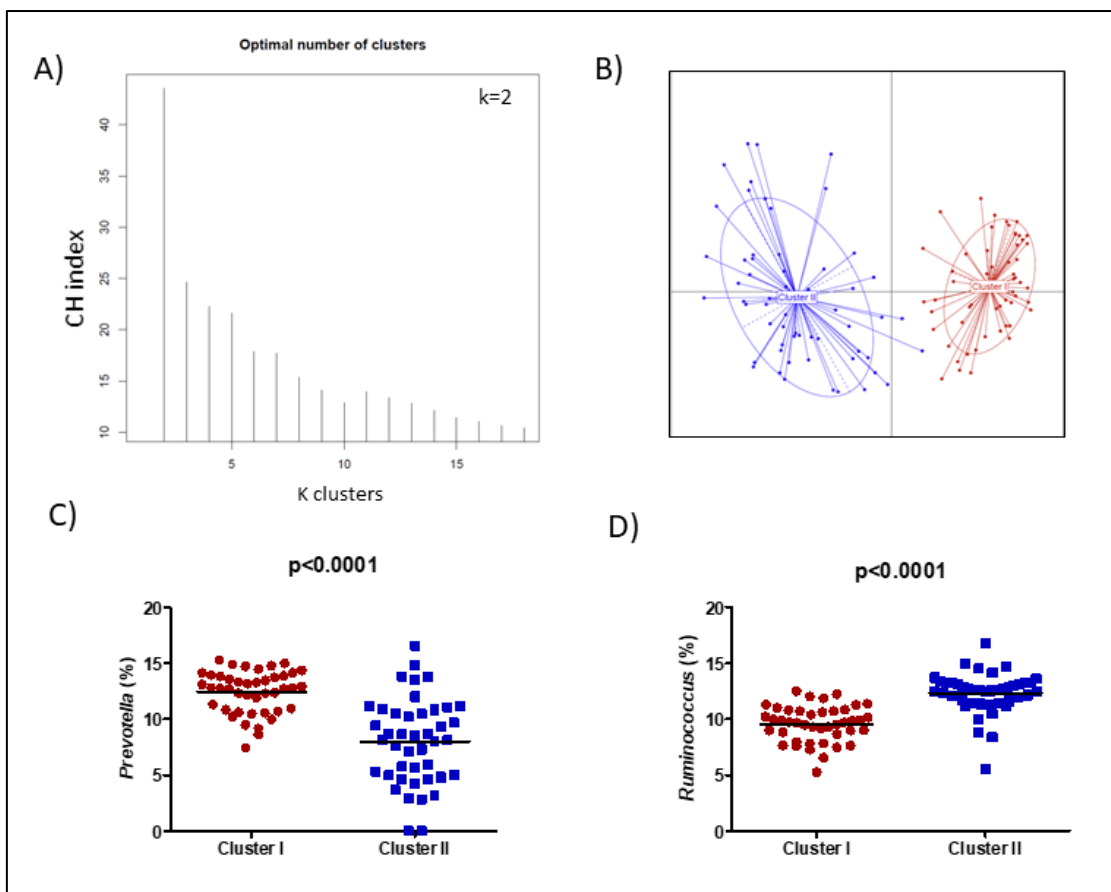 Optimal number of clusters
A)
k=2
CH index
40
35
30
25
20
15
10
5
10
15
K clusters
B)
Cluster II
Cluster I
C)
p<0.0001
Prevoxella (%)
20
15
10
5
0
Cluster I
Cluster II
D)
p<0.0001
Ruminococcus (%)
20
15
10
5
0
Cluster I
Cluster II